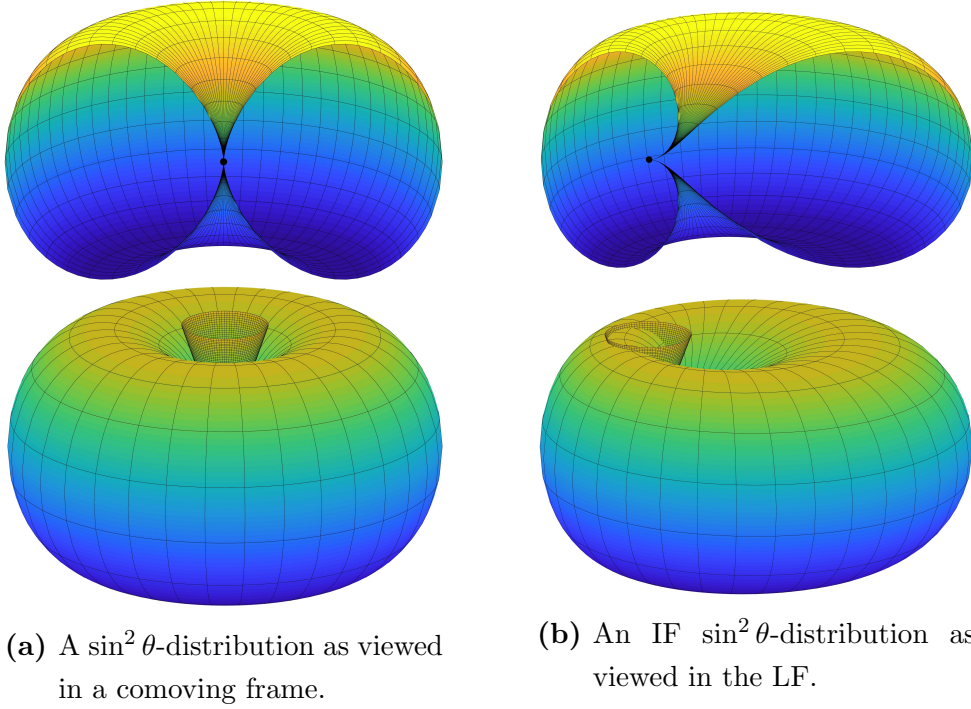 (a) A sin² θ-distribution as viewed
in a comoving frame.
(b) An IF sin² θ-distribution as
viewed in the LF.